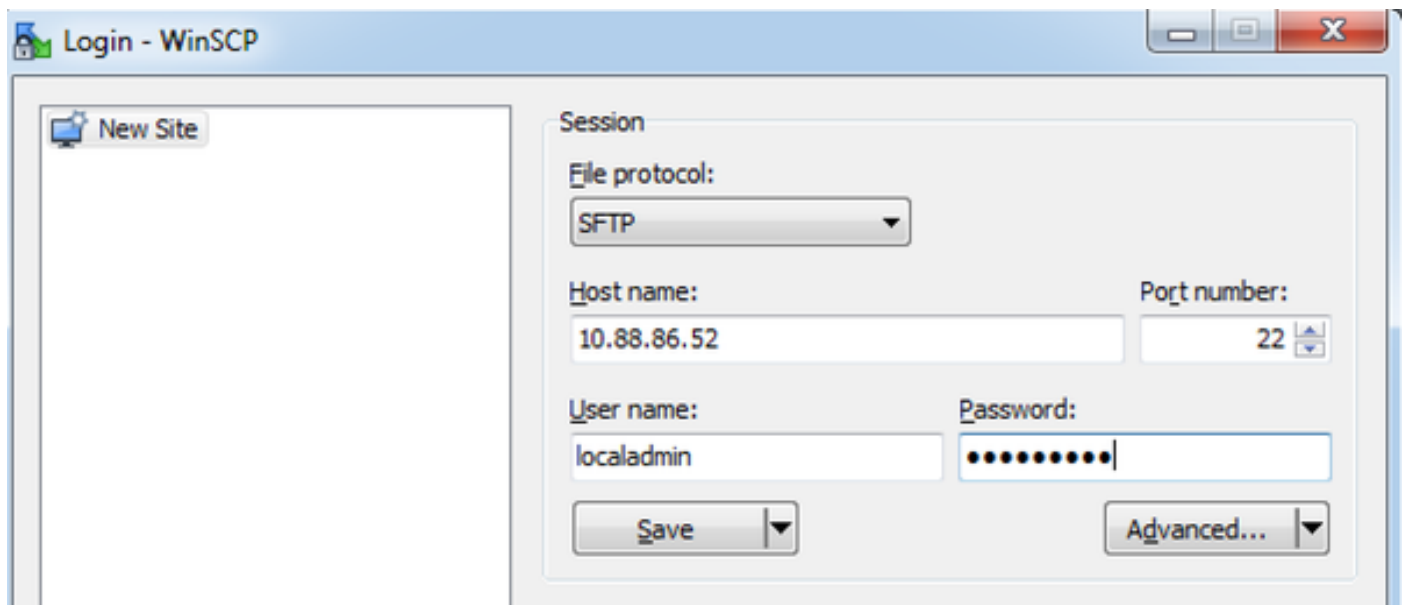 Login - WinSCP
New Site
Session
File protocol:
SFTP
Host name: Port number:
10.88.86.52 22
User name: Password:
localadmin •••••••••
Save Advanced...